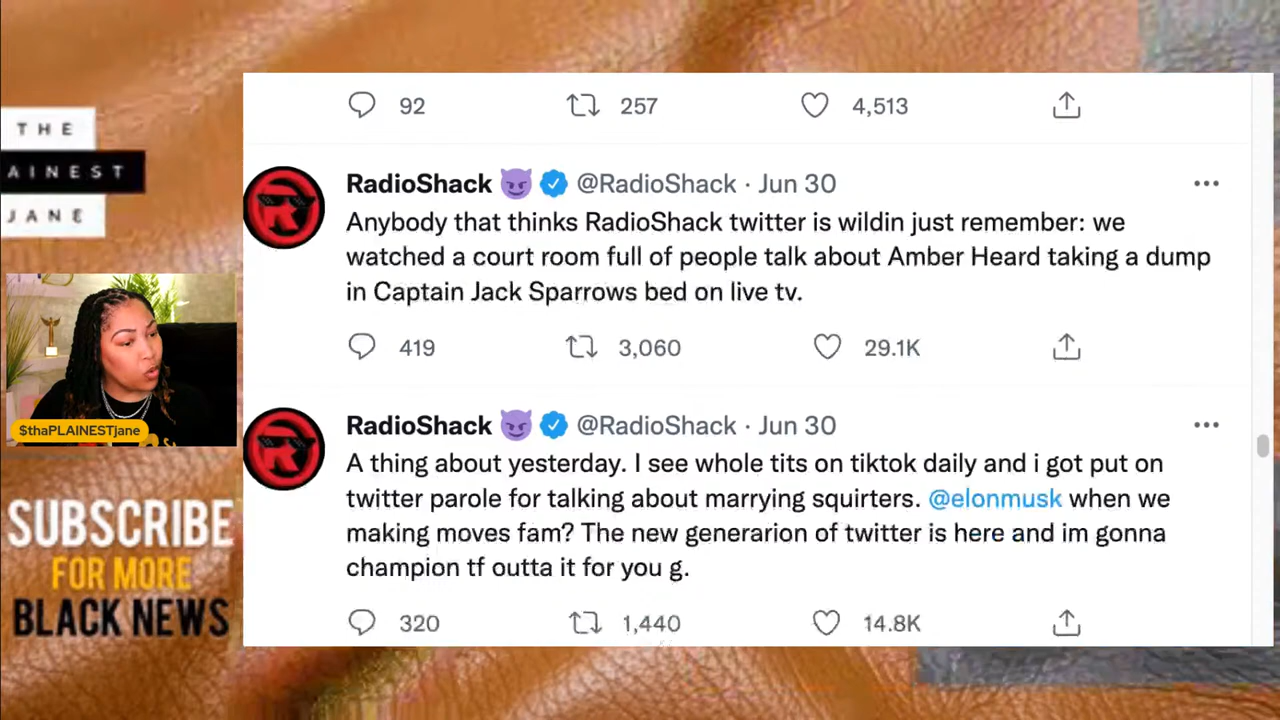 THE
AINEST
JANE
92 257 4,513
RadioShack 😈 @RadioShack · Jun 30
Anybody that thinks RadioShack twitter is wildin just remember: we
watched a court room full of people talk about Amber Heard taking a dump
in Captain Jack Sparrows bed on live tv.
419 3,060 29.1K
RadioShack 😈 @RadioShack · Jun 30
A thing about yesterday. I see whole tits on tiktok daily and i got put on
twitter parole for talking about marrying squirters. @elonmusk when we
making moves fam? The new generarion of twitter is here and im gonna
champion tf outta it for you g.
320 1,440 14.8K
$thaPLAINESTjane
SUBSCRIBE
FOR MORE
BLACK NEWS